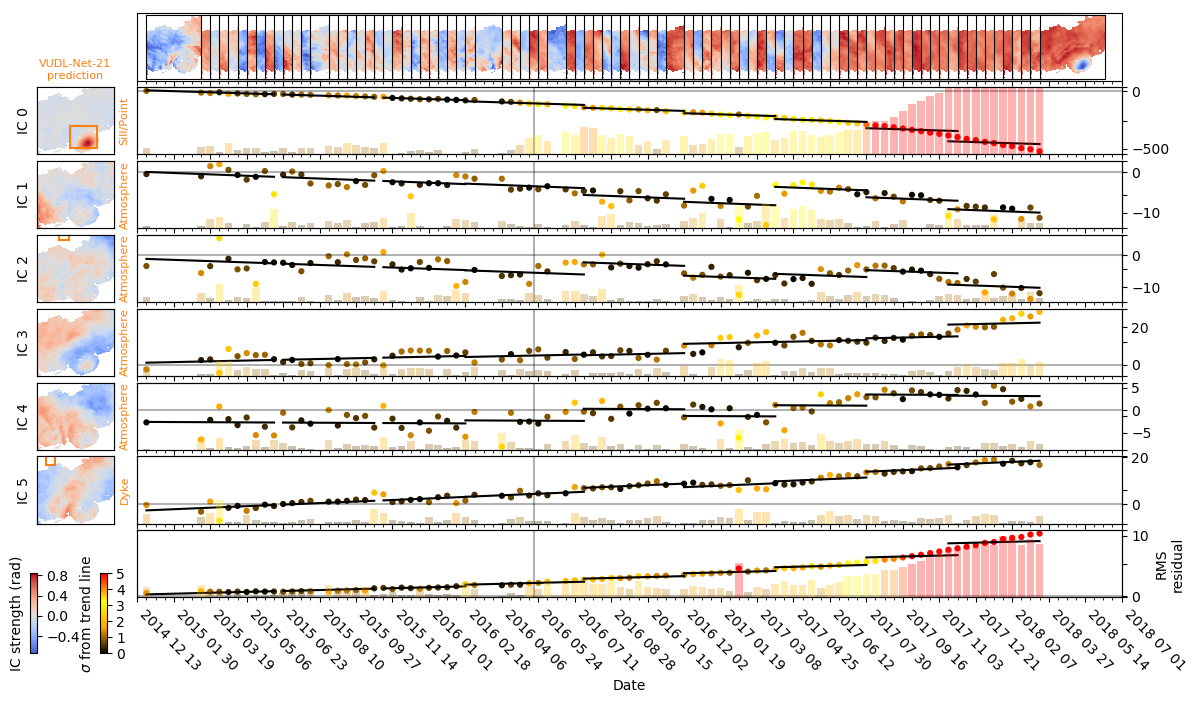 VUDL-Net-21
prediction
IC 0
Sill/Point
0
−500
IC 1
Atmosphere
0
−10
IC 2
Atmosphere
0
−10
IC 3
Atmosphere
20
0
IC 4
Atmosphere
5
0
−5
IC 5
Dyke
20
0
10
0
RMS
residual
IC strength (rad)
0.8
0.4
0.0
−0.4
σ from trend line
5
4
3
2
1
0
2014 12 13
2015 01 30
2015 03 19
2015 05 06
2015 06 23
2015 08 10
2015 09 27
2015 11 14
2016 01 01
2016 02 18
2016 04 06
2016 05 24
2016 07 11
2016 08 28
2016 10 15
2016 12 02
2017 01 19
2017 03 08
2017 04 25
2017 06 12
2017 07 30
2017 09 16
2017 11 03
2017 12 21
2018 02 07
2018 03 27
2018 05 14
2018 07 01
Date